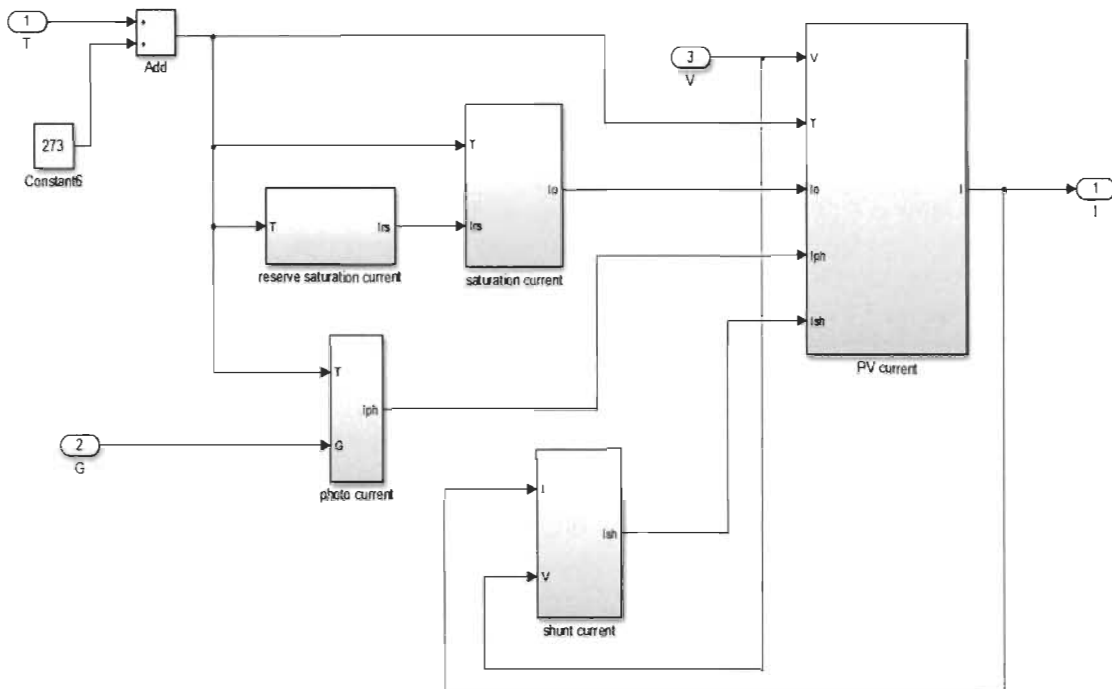 1
T
+
+
Add
273
Constant6
3
V
V
T
Io
Iph
Ish
I
PV current
1
I
T
Irs
Io
saturation current
T
Irs
reserve saturation current
T
G
Iph
photo current
2
G
I
V
Ish
shunt current